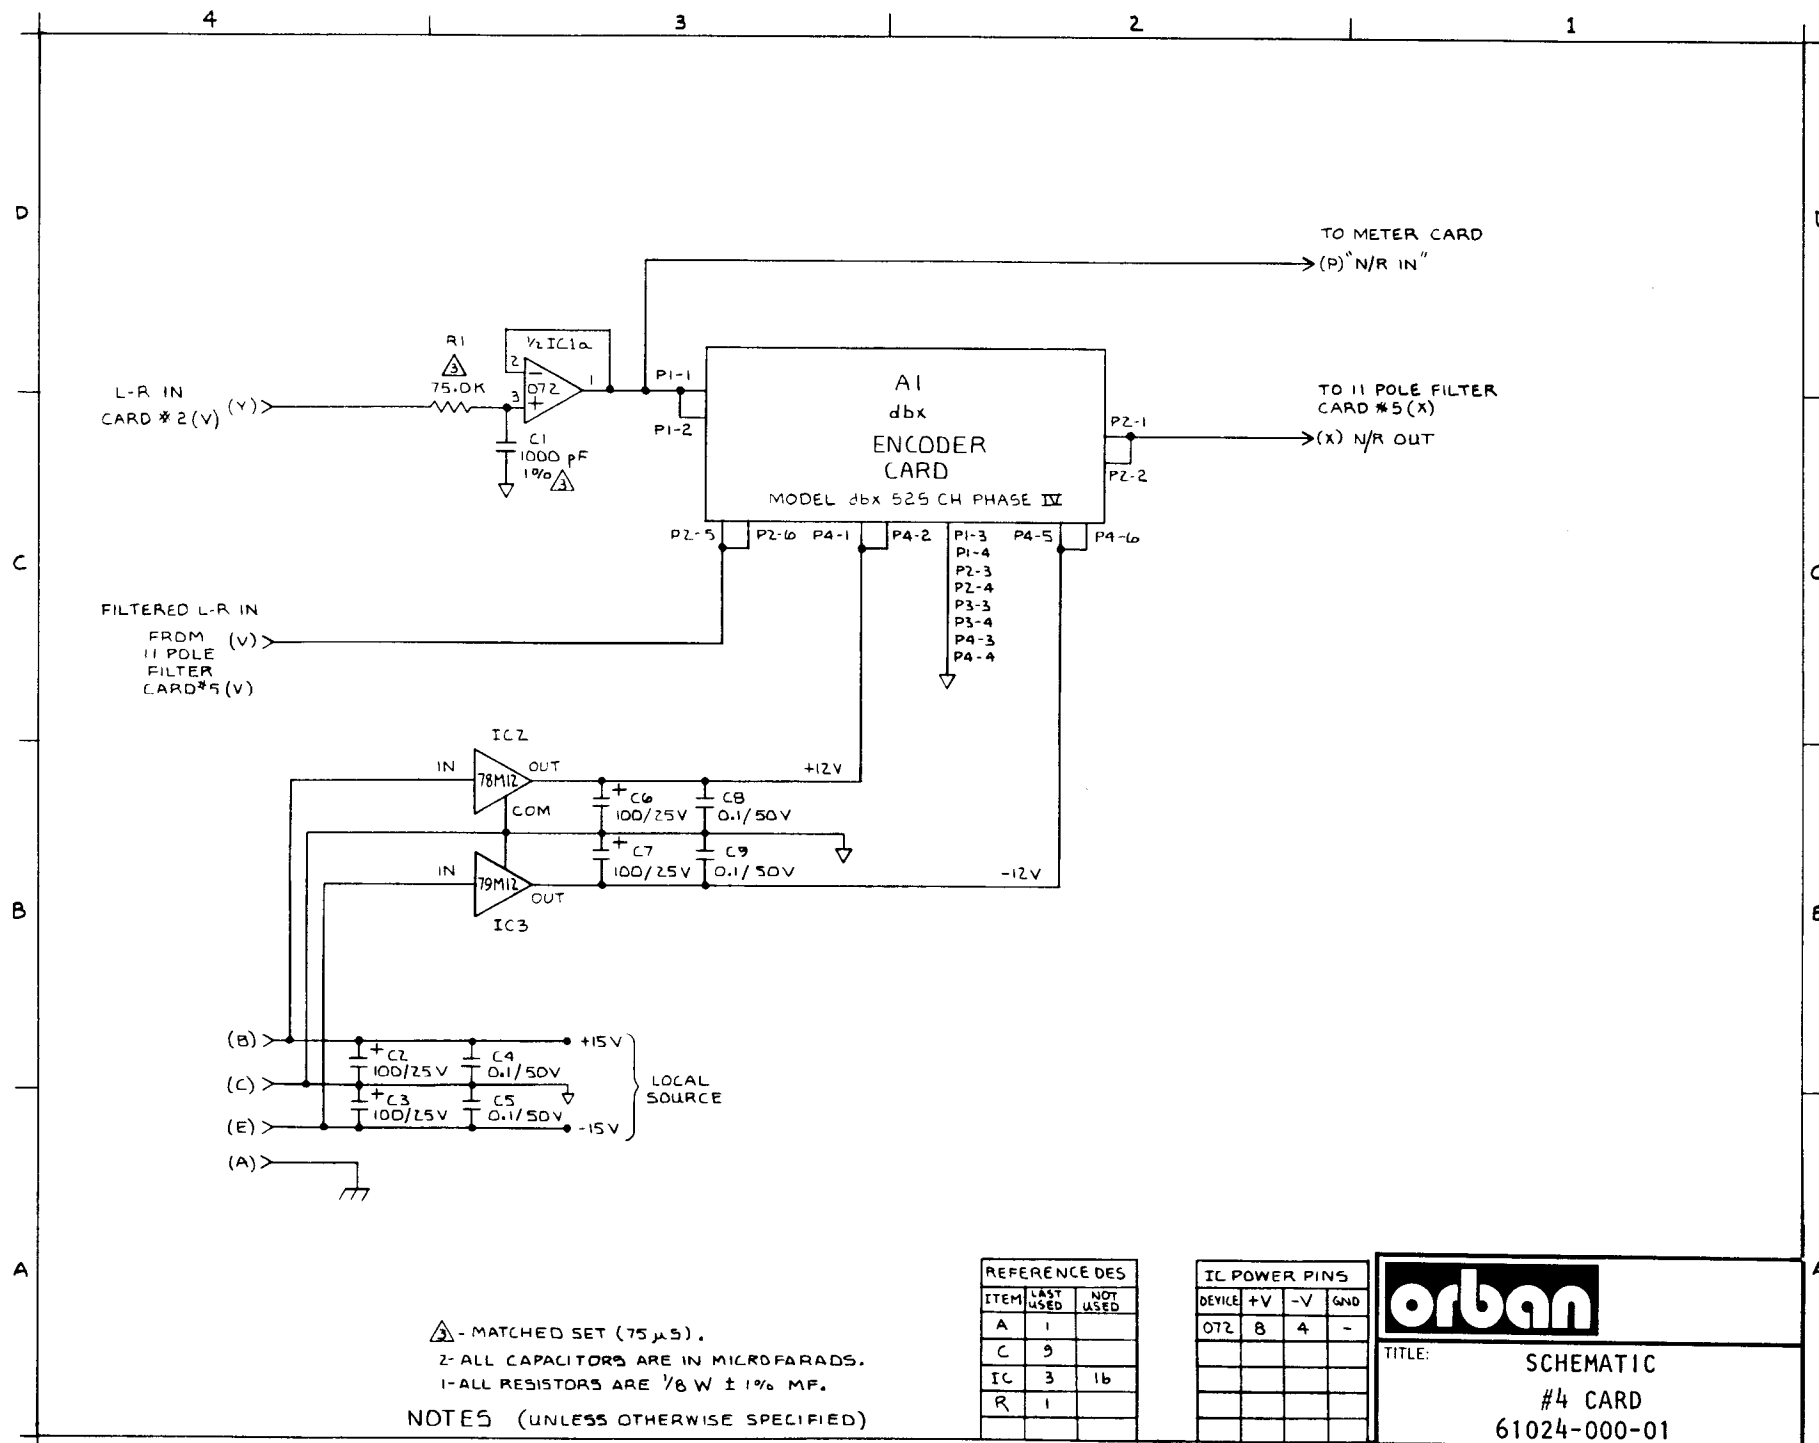 4 3 2 1
D
TO METER CARD
(P) "N/R IN"
R1
3
75.0K
1/2 IC1a
2
072
3
1
P1-1
P1-2
L-R IN
CARD #2 (V) (Y)
C1
1000 pF
1% 3
A1
dbx
ENCODER
CARD
MODEL dbx 525 CH PHASE IV
P2-1
P2-2
TO 11 POLE FILTER
CARD #5 (X)
(X) N/R OUT
P2-5 P2-6 P4-1 P4-2 P1-3 P4-5 P4-6
P1-4
P2-3
P2-4
P3-3
P3-4
P4-3
P4-4
C
FILTERED L-R IN
FROM (V)
11 POLE
FILTER
CARD #5 (V)
IC2
IN 78M12 OUT
COM
+12V
+ C6
100/25V
C8
0.1/50V
+ C7
100/25V
C9
0.1/50V
IN 79M12 OUT
IC3
-12V
B
(B)
+ C2
100/25V
C4
0.1/50V
+15V
(C)
+ C3
100/25V
C5
0.1/50V
(E)
-15V
LOCAL
SOURCE
(A)
A
3 - MATCHED SET (75 µS).
2- ALL CAPACITORS ARE IN MICROFARADS.
1-ALL RESISTORS ARE 1/8 W ± 1% MF.
NOTES (UNLESS OTHERWISE SPECIFIED)
REFERENCE DES
ITEM LAST USED NOT USED
A 1
C 9
IC 3 1b
R 1
IC POWER PINS
DEVICE +V -V GND
072 8 4 -
orban
TITLE:
SCHEMATIC
#4 CARD
61024-000-01